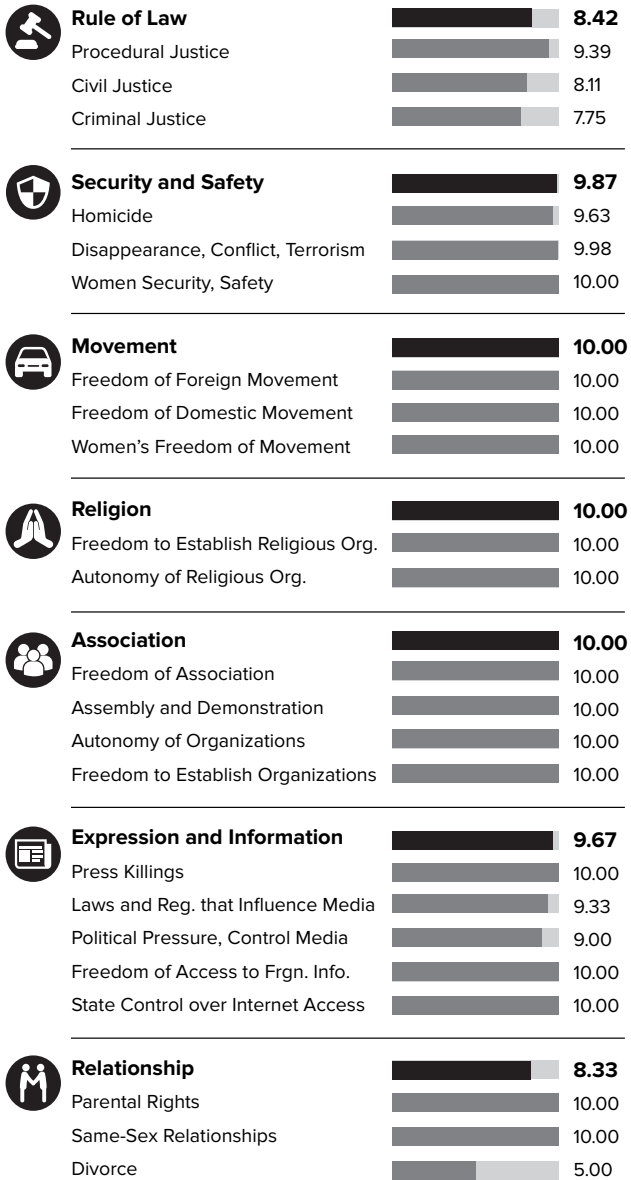 Rule of Law 8.42
Procedural Justice 9.39
Civil Justice 8.11
Criminal Justice 7.75
Security and Safety 9.87
Homicide 9.63
Disappearance, Conflict, Terrorism 9.98
Women Security, Safety 10.00
Movement 10.00
Freedom of Foreign Movement 10.00
Freedom of Domestic Movement 10.00
Women's Freedom of Movement 10.00
Religion 10.00
Freedom to Establish Religious Org. 10.00
Autonomy of Religious Org. 10.00
Association 10.00
Freedom of Association 10.00
Assembly and Demonstration 10.00
Autonomy of Organizations 10.00
Freedom to Establish Organizations 10.00
Expression and Information 9.67
Press Killings 10.00
Laws and Reg. that Influence Media 9.33
Political Pressure, Control Media 9.00
Freedom of Access to Frgn. Info. 10.00
State Control over Internet Access 10.00
Relationship 8.33
Parental Rights 10.00
Same-Sex Relationships 10.00
Divorce 5.00